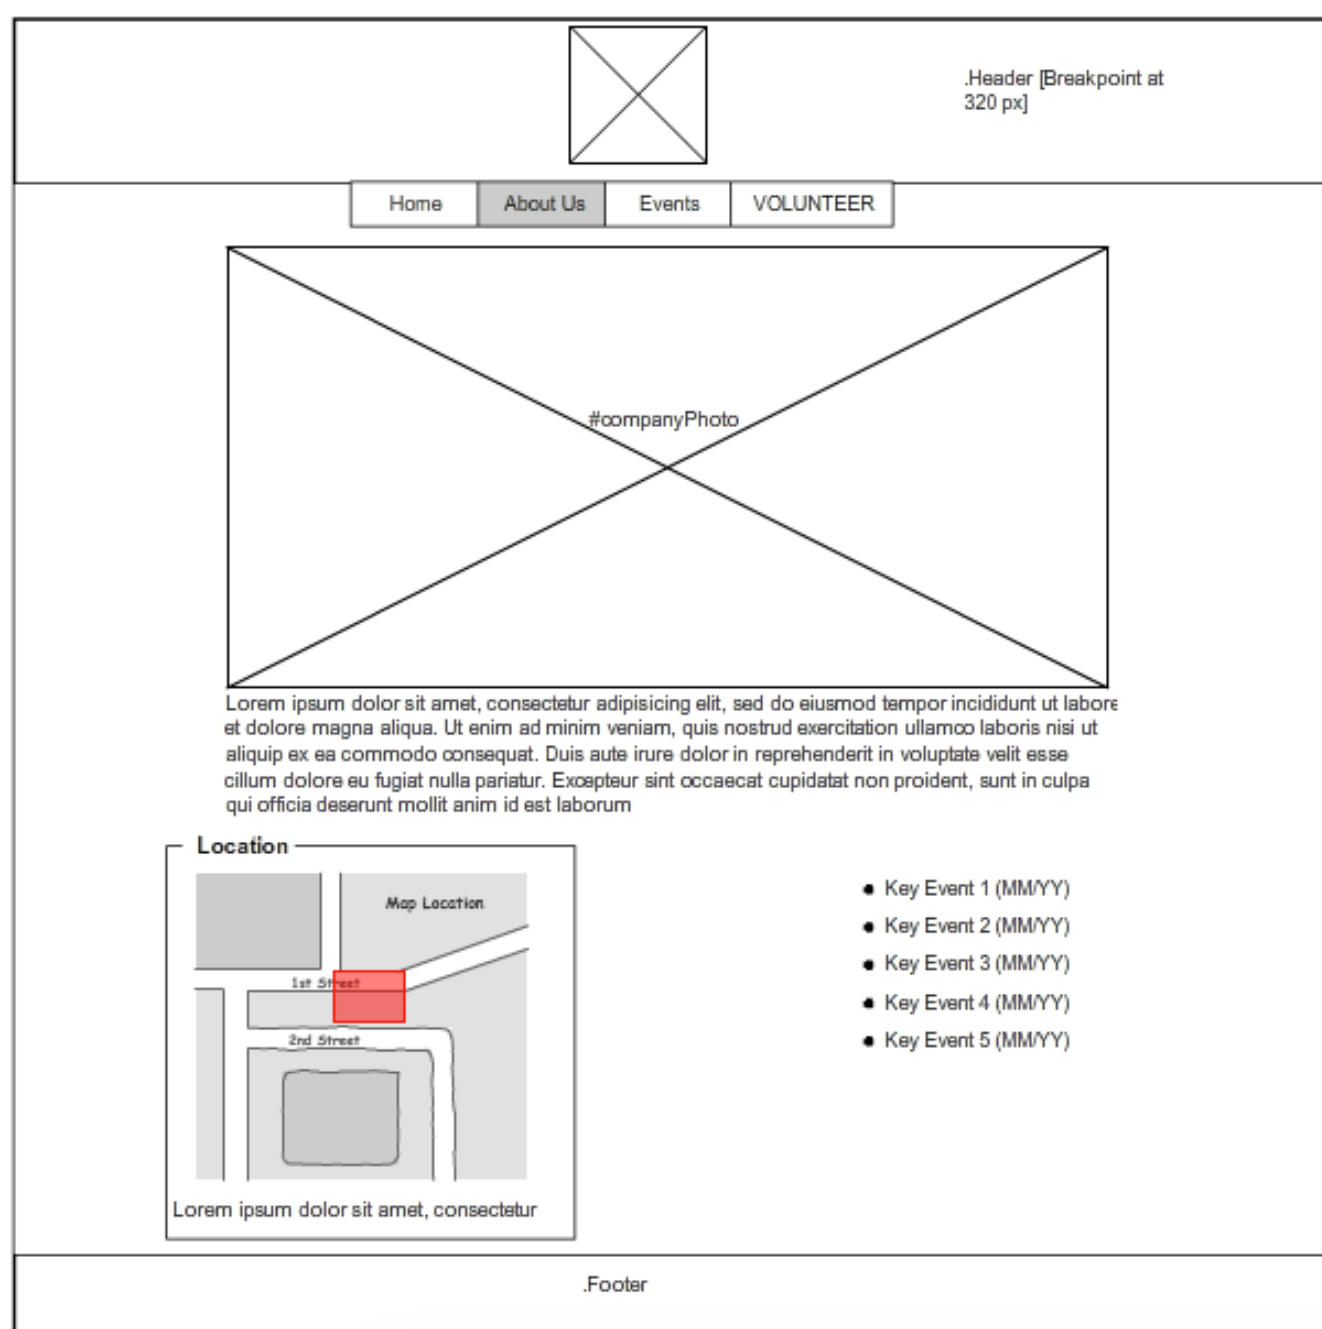 .Header [Breakpoint at
320 px]
Home
About Us
Events
VOLUNTEER
#companyPhoto
Lorem ipsum dolor sit amet, consectetur adipisicing elit, sed do eiusmod tempor incididunt ut labore
et dolore magna aliqua. Ut enim ad minim veniam, quis nostrud exercitation ullamco laboris nisi ut
aliquip ex ea commodo consequat. Duis aute irure dolor in reprehenderit in voluptate velit esse
cillum dolore eu fugiat nulla pariatur. Excepteur sint occaecat cupidatat non proident, sunt in culpa
qui officia deserunt mollit anim id est laborum
Location
Map Location
1st Street
2nd Street
Lorem ipsum dolor sit amet, consectetur
Key Event 1 (MM/YY)
Key Event 2 (MM/YY)
Key Event 3 (MM/YY)
Key Event 4 (MM/YY)
Key Event 5 (MM/YY)
.Footer